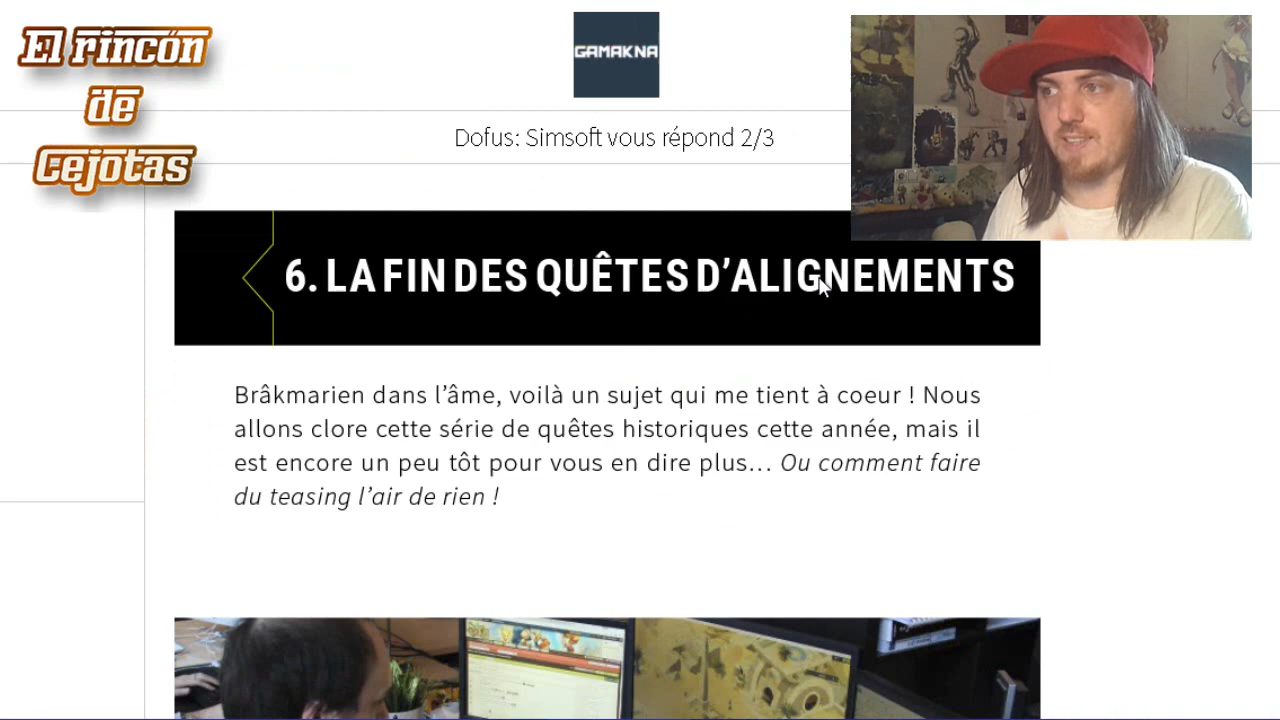 El rincón
de
Cejotas
GAMAKNA
Dofus: Simsoft vous répond 2/3
6. LA FIN DES QUÊTES D’ALIGNEMENTS
Brâkmarien dans l’âme, voilà un sujet qui me tient à coeur ! Nous
allons clore cette série de quêtes historiques cette année, mais il
est encore un peu tôt pour vous en dire plus… Ou comment faire
du teasing l’air de rien !